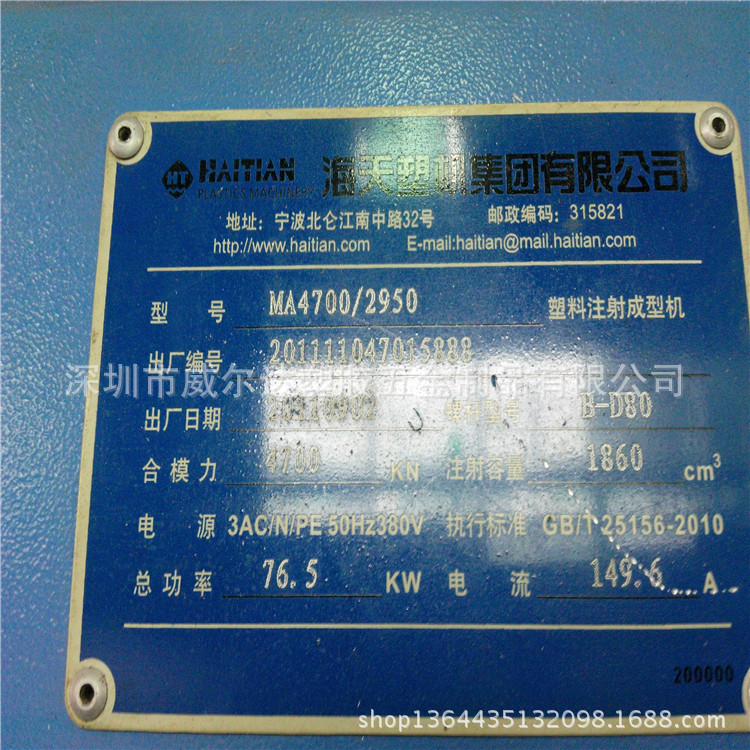 HT HAITIAN 海天塑机集团有限公司
PLASTICS MACHINERY
地址：宁波北仑江南中路32号 邮政编码：315821
http://www.haitian.com E-mail:haitian@mail.haitian.com
型号 MA4700/2950 塑料注射成型机
出厂编号 201111047015888
深圳市威尔 有限公司
出厂日期 螺杆型号 B-D80
合模力 4700 KN 注射容量 1860 cm³
电源 3AC/N/PE 50Hz380V 执行标准 GB/T 25156-2010
总功率 76.5 KW 电流 149.6 A
200000
shop1364435132098.1688.com